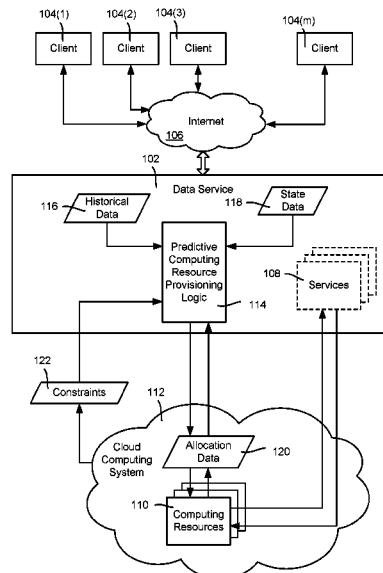 104(1)
104(2)
104(3)
104(m)
Client
Client
Client
Client
Internet
106
102
Data Service
116
Historical
Data
118
State
Data
Predictive
Computing
Resource
Provisioning
Logic
114
108
Services
122
Constraints
112
Cloud
Computing
System
Allocation
Data
120
110
Computing
Resources